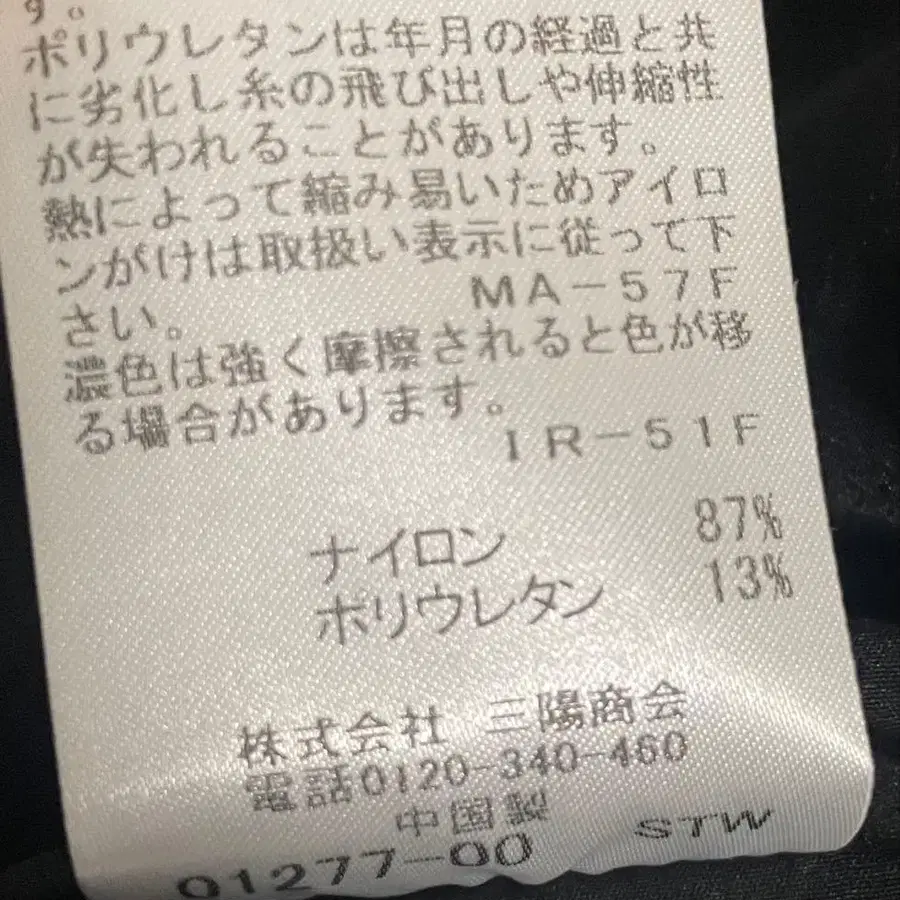 す。
ポリウレタンは年月の経過と共
に劣化し糸の飛び出しや伸縮性
が失われることがあります。
熱によって縮み易いためアイロ
ンがけは取扱い表示に従って下
さい。 MA-57F
濃色は強く摩擦されると色が移
る場合があります。
IR-51F
ナイロン 87%
ポリウレタン 13%
株式会社 三陽商会
電話0120-340-460
中国製
01277-00 STW